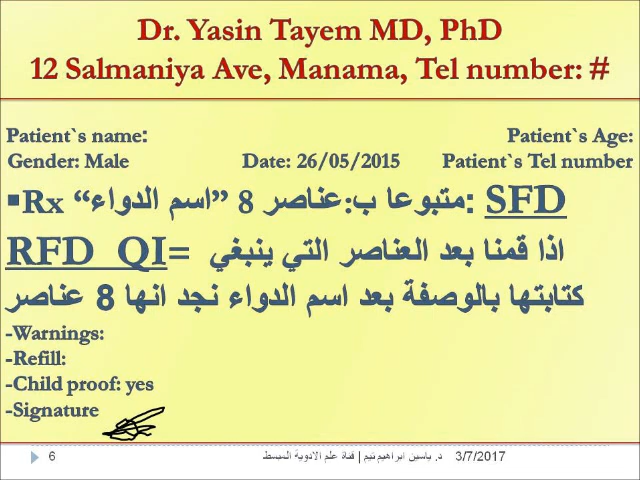 Dr. Yasin Tayem MD, PhD
12 Salmaniya Ave, Manama, Tel number: #
Patient`s name: Patient`s Age:
Gender: Male Date: 26/05/2015 Patient`s Tel number
▪Rx “اسم الدواء” متبوعا ب:عناصر 8: SFD
RFD QI= اذا قمنا بعد العناصر التي ينبغي
كتابتها بالوصفة بعد اسم الدواء نجد انها 8 عناصر
-Warnings:
-Refill:
-Child proof: yes
-Signature
6 د. ياسين ابراهيم تيم | قناة علم الادوية المبسط 3/7/2017